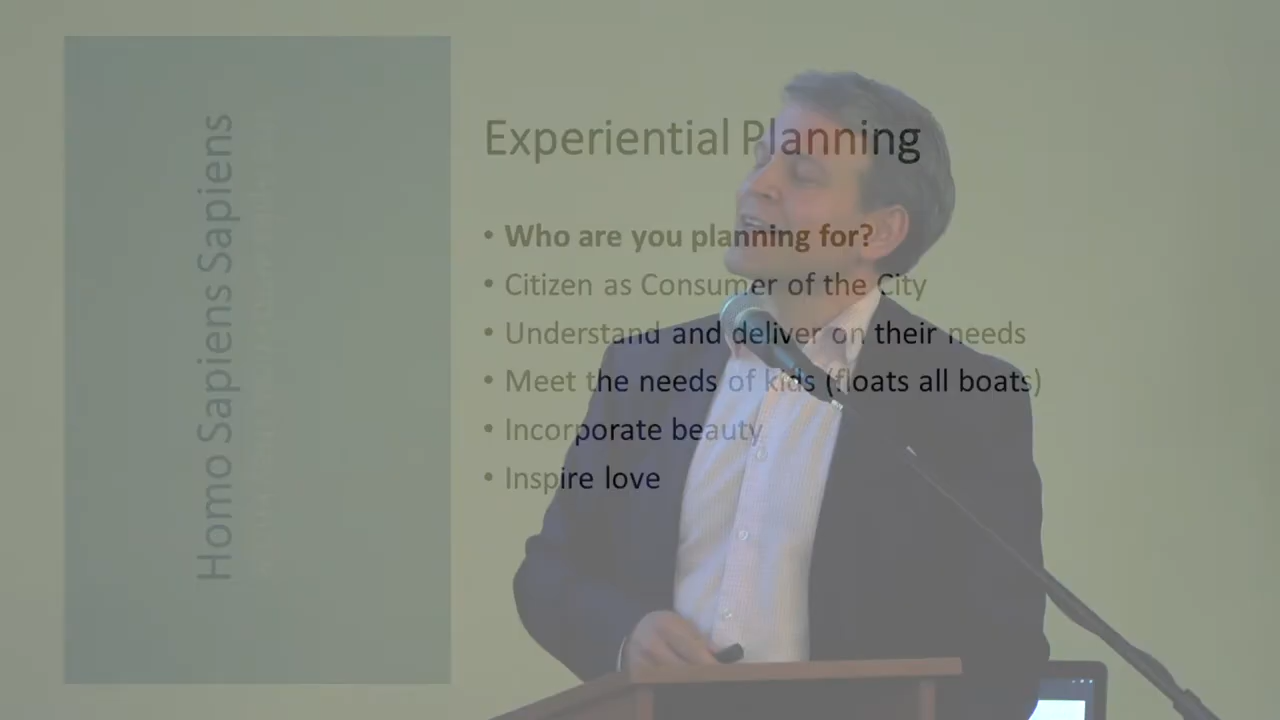 Homo Sapiens Sapiens
Experiential Planning
• Who are you planning for?
• Citizen as Consumer of the City
• Understand and deliver on their needs
• Meet the needs of kids (floats all boats)
• Incorporate beauty
• Inspire love